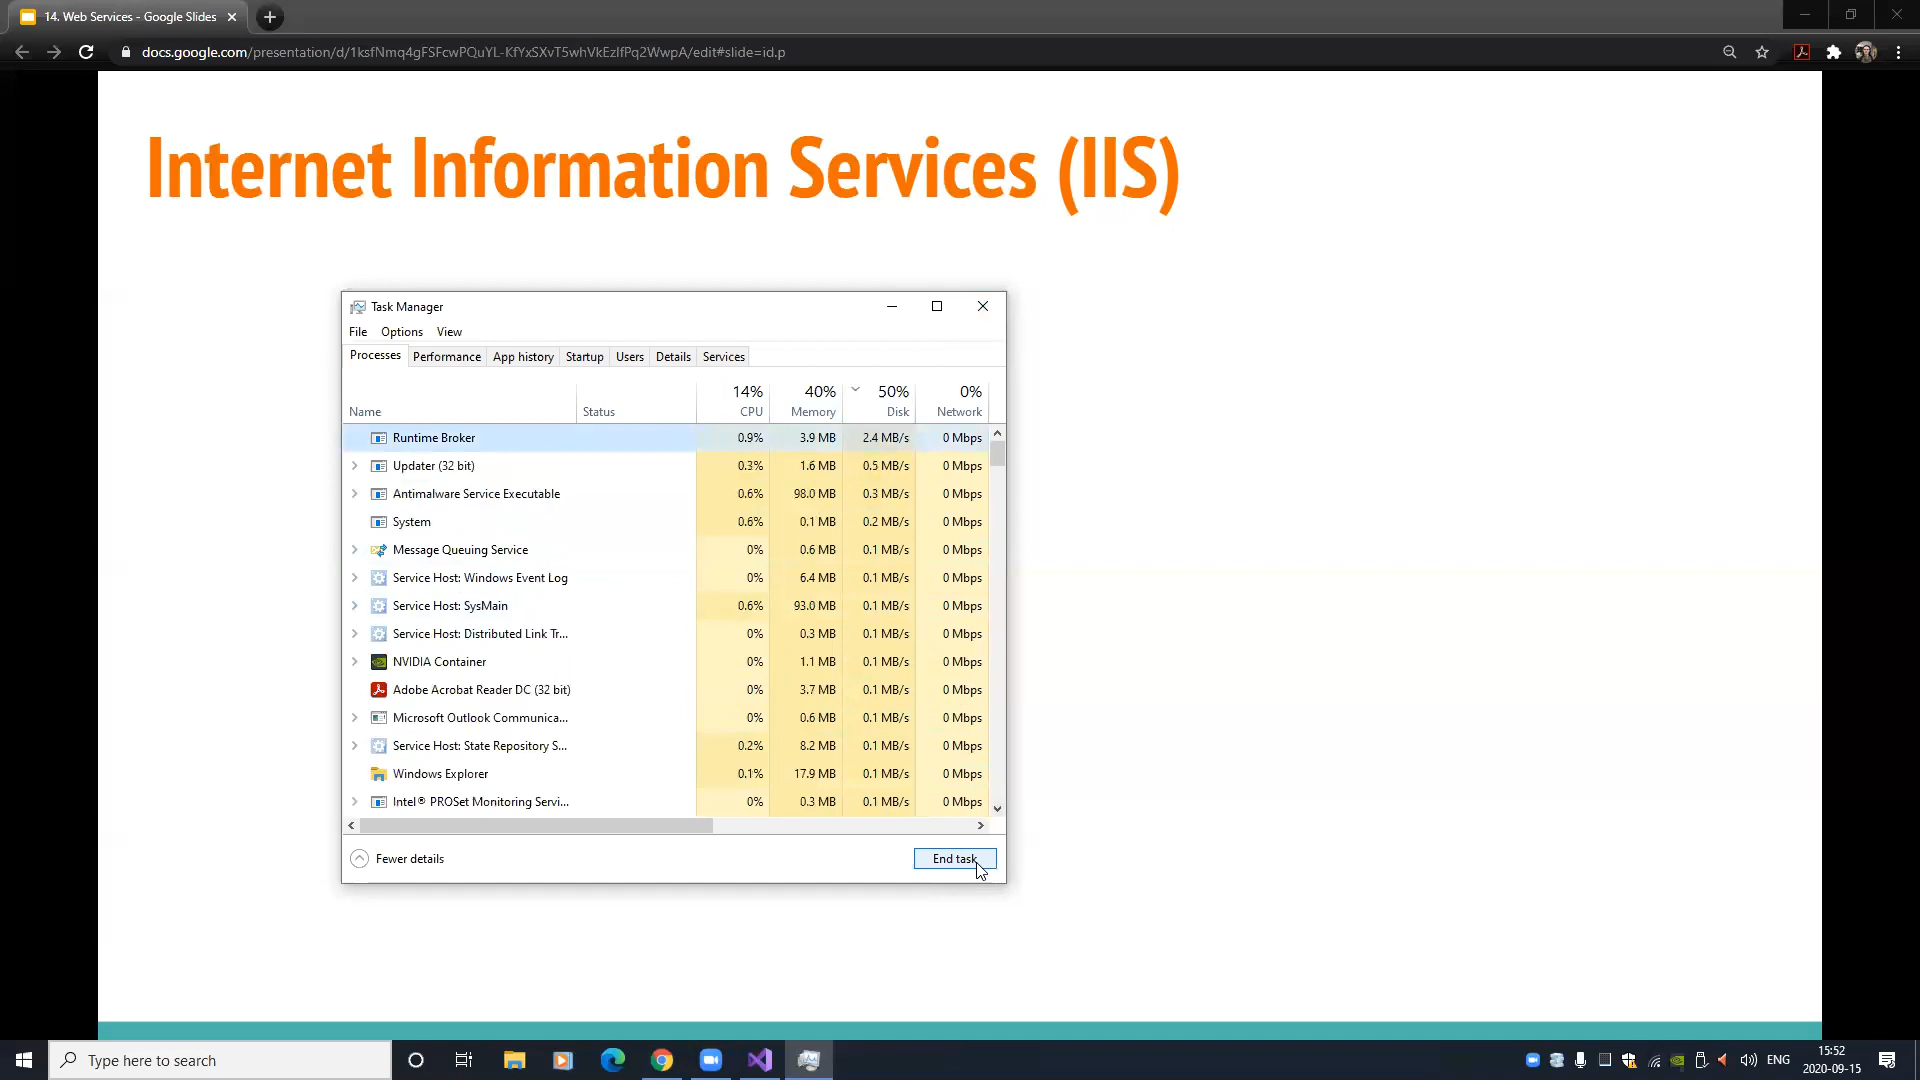 14. Web Services - Google Slides
docs.google.com/presentation/d/1ksfNmq4gFSFcwPQuYL-KfYxSXvT5whVkEzlfPq2WwpA/edit#slide=id.p
Internet Information Services (IIS)
Task Manager
File Options View
Processes Performance App history Startup Users Details Services
14% 40% 50% 0%
Name Status CPU Memory Disk Network
Runtime Broker 0.9% 3.9 MB 2.4 MB/s 0 Mbps
Updater (32 bit) 0.3% 1.6 MB 0.5 MB/s 0 Mbps
Antimalware Service Executable 0.6% 98.0 MB 0.3 MB/s 0 Mbps
System 0.6% 0.1 MB 0.2 MB/s 0 Mbps
Message Queuing Service 0% 0.6 MB 0.1 MB/s 0 Mbps
Service Host: Windows Event Log 0% 6.4 MB 0.1 MB/s 0 Mbps
Service Host: SysMain 0.6% 93.0 MB 0.1 MB/s 0 Mbps
Service Host: Distributed Link Tr... 0% 0.3 MB 0.1 MB/s 0 Mbps
NVIDIA Container 0% 1.1 MB 0.1 MB/s 0 Mbps
Adobe Acrobat Reader DC (32 bit) 0% 3.7 MB 0.1 MB/s 0 Mbps
Microsoft Outlook Communica... 0% 0.6 MB 0.1 MB/s 0 Mbps
Service Host: State Repository S... 0.2% 8.2 MB 0.1 MB/s 0 Mbps
Windows Explorer 0.1% 17.9 MB 0.1 MB/s 0 Mbps
Intel® PROSet Monitoring Servi... 0% 0.3 MB 0.1 MB/s 0 Mbps
Fewer details End task
Type here to search
ENG
15:52
2020-09-15